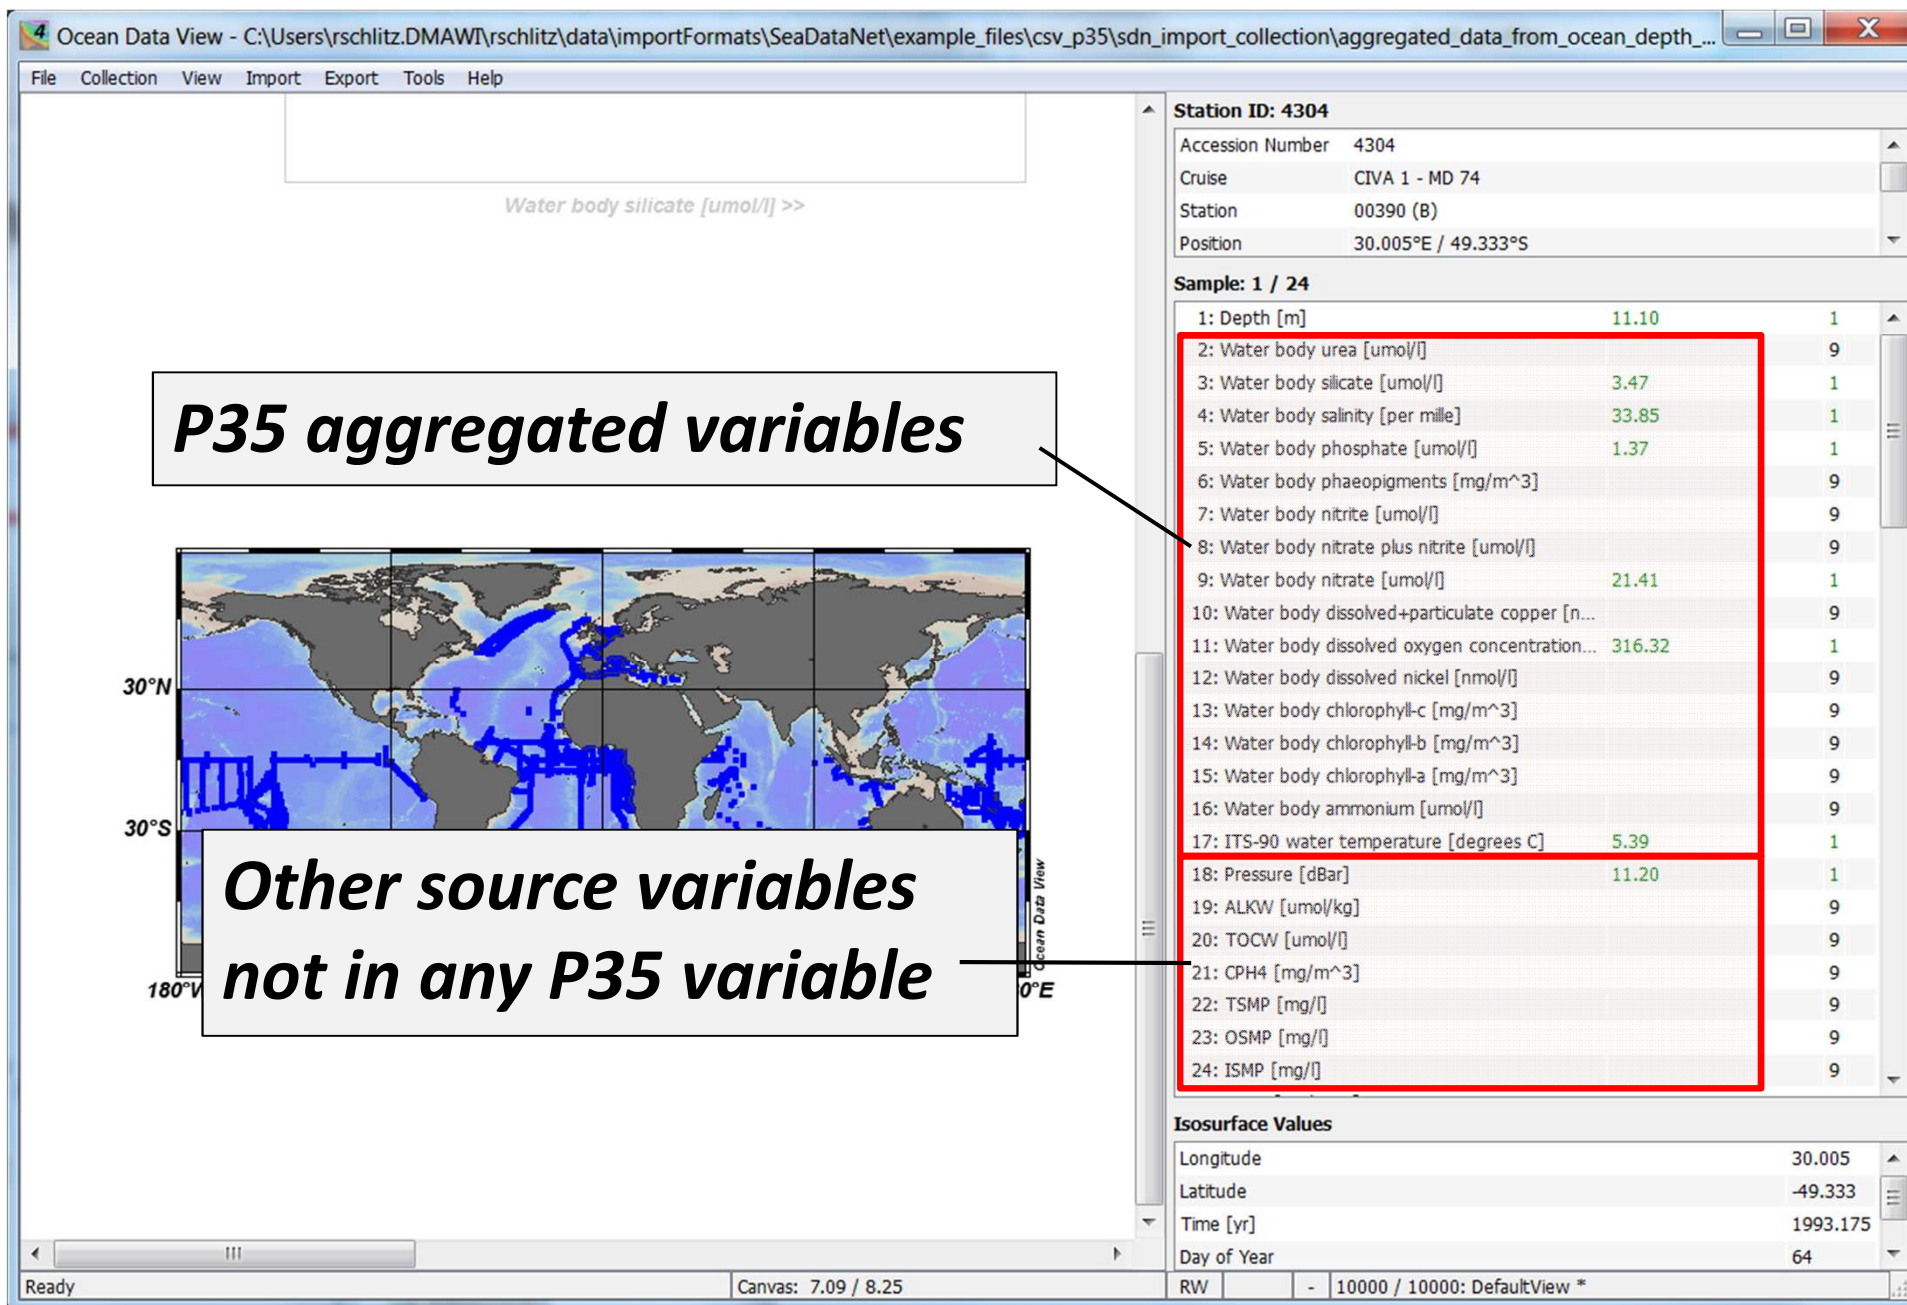 4 Ocean Data View - C:\Users\rschlitz.DMAWI\rschlitz\data\importFormats\SeaDataNet\example_files\csv_p35\sdn_import_collection\aggregated_data_from_ocean_depth_...
File Collection View Import Export Tools Help
Water body silicate [umol/l] >>
P35 aggregated variables
30°N
30°S
Other source variables
not in any P35 variable
Ocean Data View
180°W
0°E
Station ID: 4304
Accession Number 4304
Cruise CIVA 1 - MD 74
Station 00390 (B)
Position 30.005°E / 49.333°S
Sample: 1 / 24
1: Depth [m] 11.10 1
2: Water body urea [umol/l] 9
3: Water body silicate [umol/l] 3.47 1
4: Water body salinity [per mille] 33.85 1
5: Water body phosphate [umol/l] 1.37 1
6: Water body phaeopigments [mg/m^3] 9
7: Water body nitrite [umol/l] 9
8: Water body nitrate plus nitrite [umol/l] 9
9: Water body nitrate [umol/l] 21.41 1
10: Water body dissolved+particulate copper [n... 9
11: Water body dissolved oxygen concentration... 316.32 1
12: Water body dissolved nickel [nmol/l] 9
13: Water body chlorophyll-c [mg/m^3] 9
14: Water body chlorophyll-b [mg/m^3] 9
15: Water body chlorophyll-a [mg/m^3] 9
16: Water body ammonium [umol/l] 9
17: ITS-90 water temperature [degrees C] 5.39 1
18: Pressure [dBar] 11.20 1
19: ALKW [umol/kg] 9
20: TOCW [umol/l] 9
21: CPH4 [mg/m^3] 9
22: TSMP [mg/l] 9
23: OSMP [mg/l] 9
24: ISMP [mg/l] 9
Isosurface Values
Longitude 30.005
Latitude -49.333
Time [yr] 1993.175
Day of Year 64
Ready Canvas: 7.09 / 8.25 RW - 10000 / 10000: DefaultView *